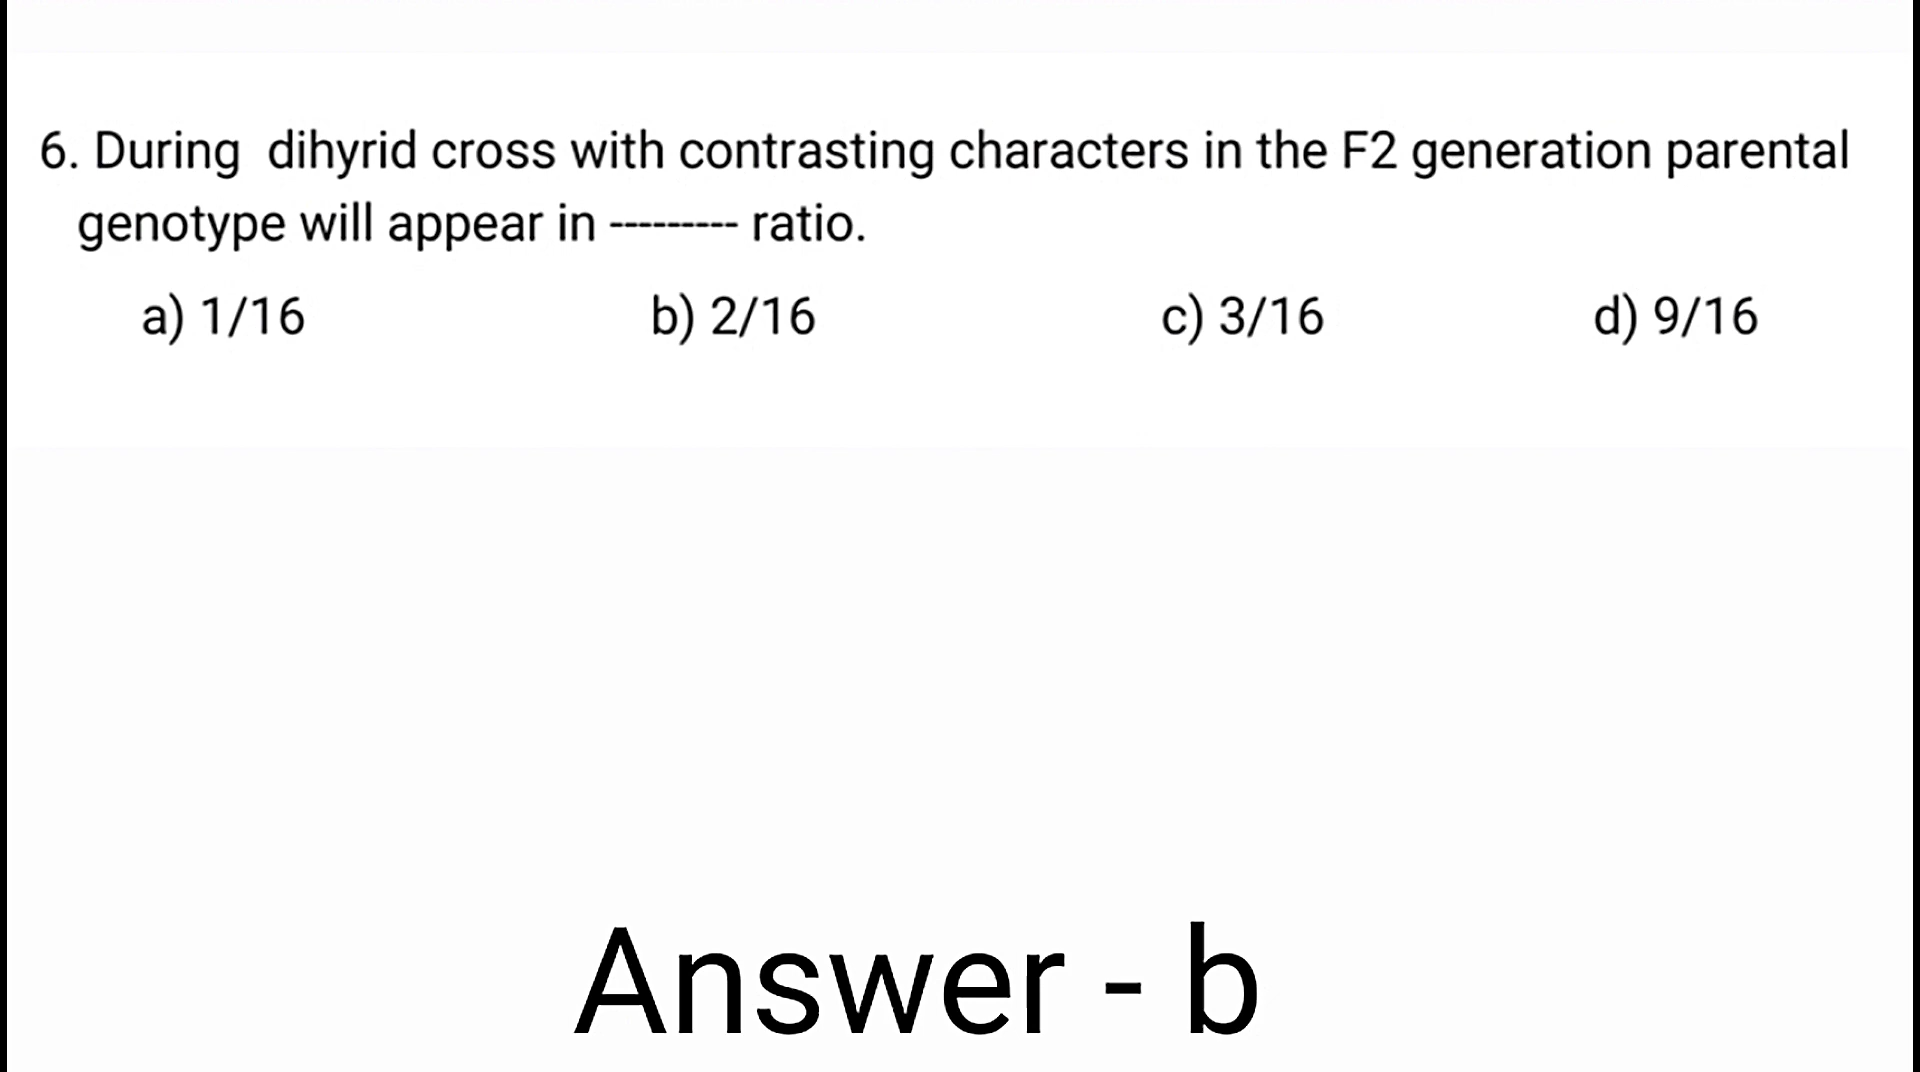 6. During dihyrid cross with contrasting characters in the F2 generation parental
genotype will appear in --------- ratio.
a) 1/16 b) 2/16 c) 3/16 d) 9/16
Answer - b